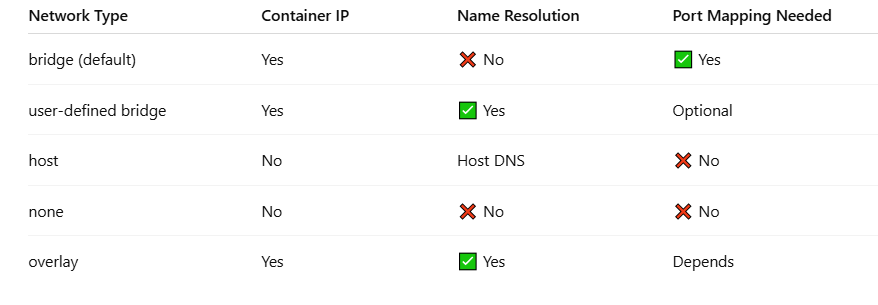 Network Type Container IP Name Resolution Port Mapping Needed
bridge (default) Yes ❌ No ✅ Yes
user-defined bridge Yes ✅ Yes Optional
host No Host DNS ❌ No
none No ❌ No ❌ No
overlay Yes ✅ Yes Depends